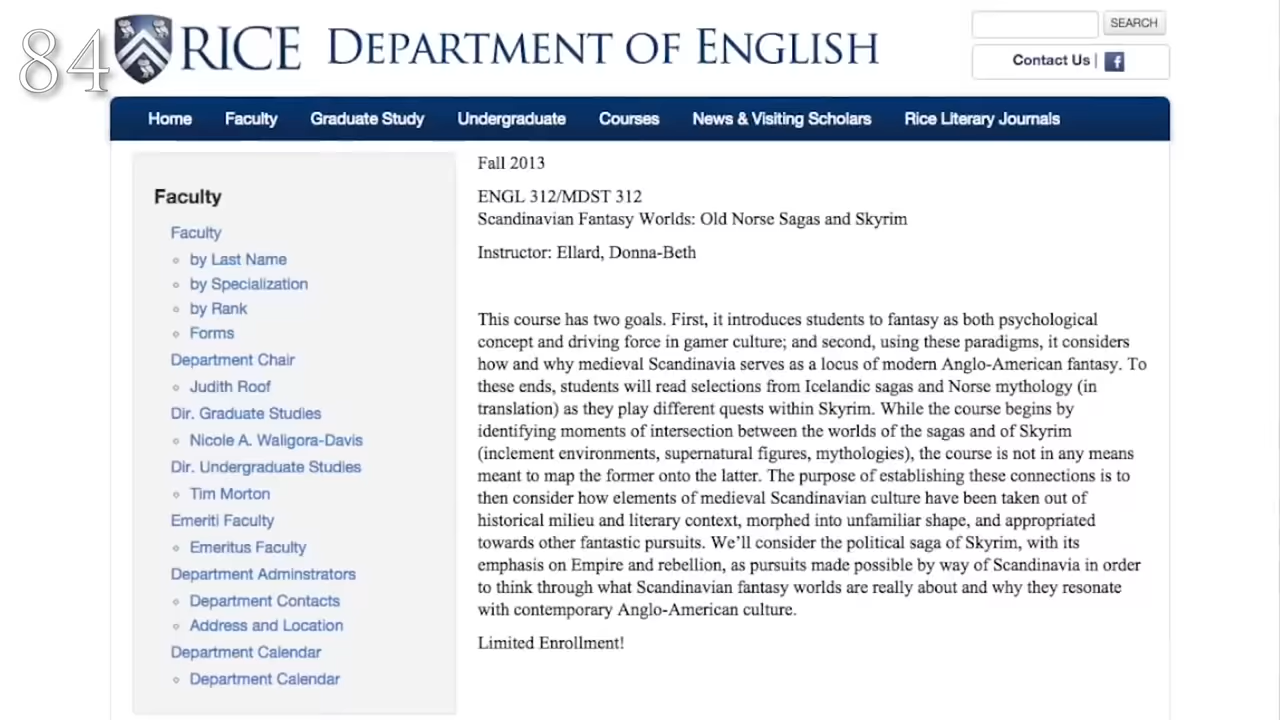 84
RICE DEPARTMENT OF ENGLISH
SEARCH
Contact Us |
Home Faculty Graduate Study Undergraduate Courses News & Visiting Scholars Rice Literary Journals
Faculty
Faculty
by Last Name
by Specialization
by Rank
Forms
Department Chair
Judith Roof
Dir. Graduate Studies
Nicole A. Waligora-Davis
Dir. Undergraduate Studies
Tim Morton
Emeriti Faculty
Emeritus Faculty
Department Adminstrators
Department Contacts
Address and Location
Department Calendar
Department Calendar
Fall 2013
ENGL 312/MDST 312
Scandinavian Fantasy Worlds: Old Norse Sagas and Skyrim
Instructor: Ellard, Donna-Beth
This course has two goals. First, it introduces students to fantasy as both psychological
concept and driving force in gamer culture; and second, using these paradigms, it considers
how and why medieval Scandinavia serves as a locus of modern Anglo-American fantasy. To
these ends, students will read selections from Icelandic sagas and Norse mythology (in
translation) as they play different quests within Skyrim. While the course begins by
identifying moments of intersection between the worlds of the sagas and of Skyrim
(inclement environments, supernatural figures, mythologies), the course is not in any means
meant to map the former onto the latter. The purpose of establishing these connections is to
then consider how elements of medieval Scandinavian culture have been taken out of
historical milieu and literary context, morphed into unfamiliar shape, and appropriated
towards other fantastic pursuits. We'll consider the political saga of Skyrim, with its
emphasis on Empire and rebellion, as pursuits made possible by way of Scandinavia in order
to think through what Scandinavian fantasy worlds are really about and why they resonate
with contemporary Anglo-American culture.
Limited Enrollment!